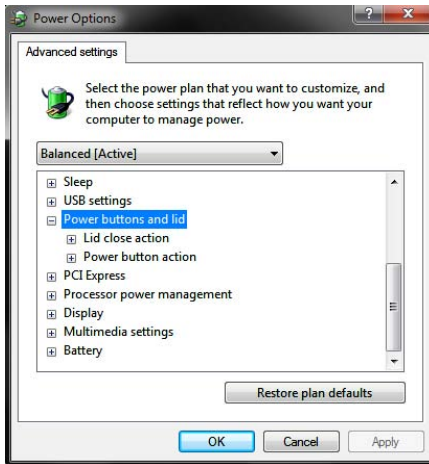 Power Options
Advanced settings
Select the power plan that you want to customize, and
then choose settings that reflect how you want your
computer to manage power.
Balanced [Active]
Sleep
USB settings
Power buttons and lid
Lid close action
Power button action
PCI Express
Processor power management
Display
Multimedia settings
Battery
Restore plan defaults
OK Cancel Apply